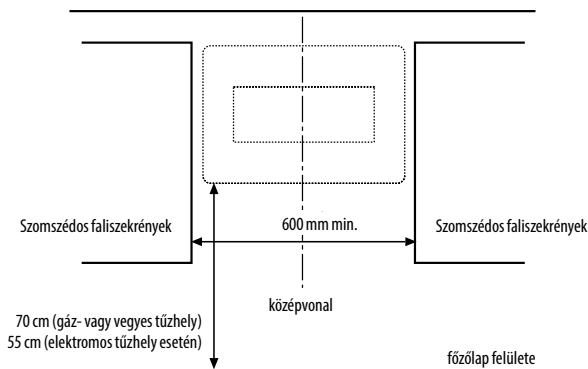 Szomszédos faliszekrények
600 mm min.
Szomszédos faliszekrények
középvonal
70 cm (gáz- vagy vegyes tűzhely)
55 cm (elektromos tűzhely esetén)
főzőlap felülete